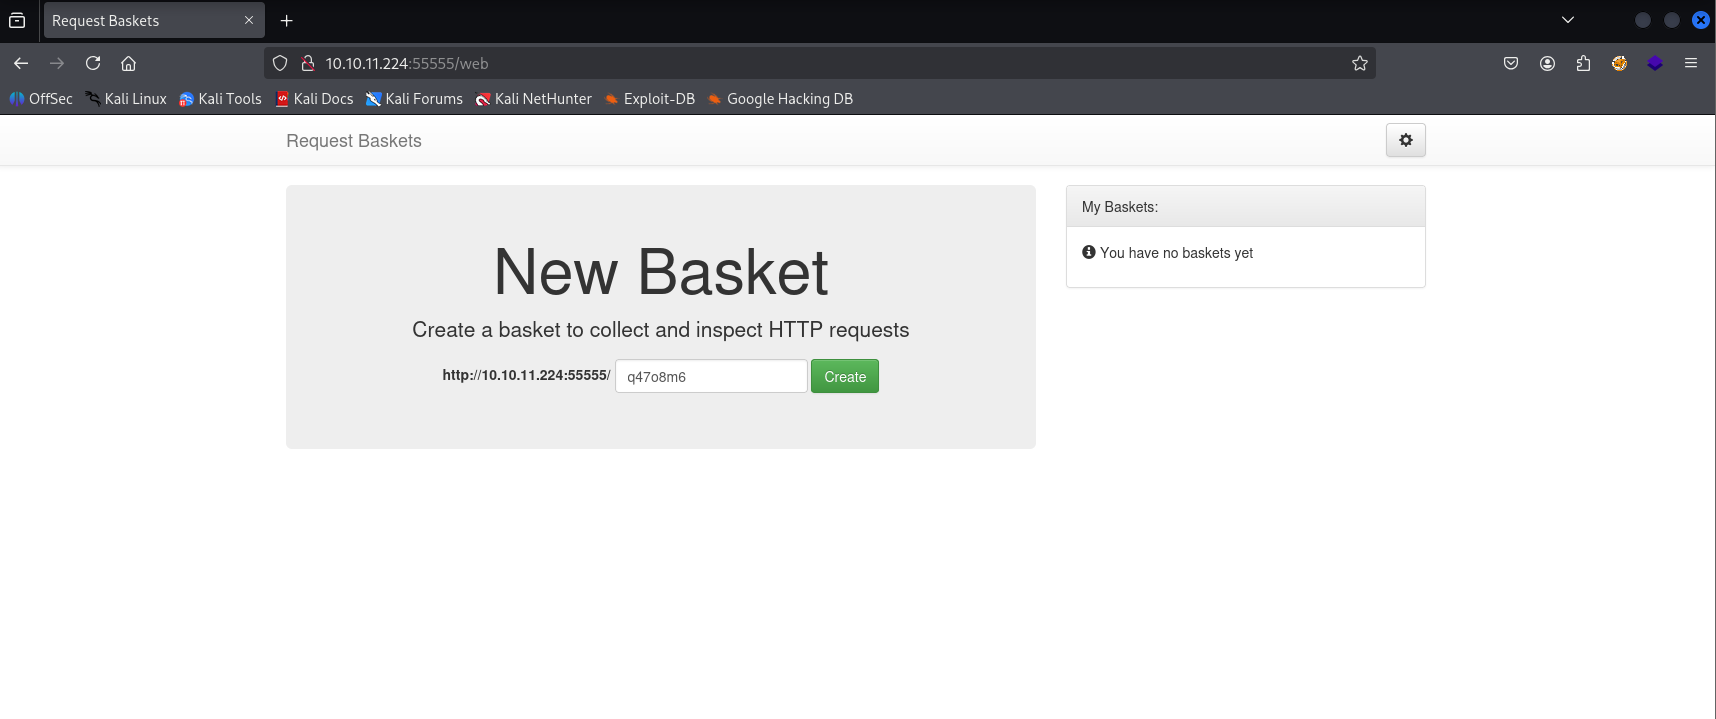 Request Baskets
10.10.11.224:55555/web
OffSec Kali Linux Kali Tools Kali Docs Kali Forums Kali NetHunter Exploit-DB Google Hacking DB
Request Baskets
New Basket
Create a basket to collect and inspect HTTP requests
http://10.10.11.224:55555/ q47o8m6 Create
My Baskets:
You have no baskets yet